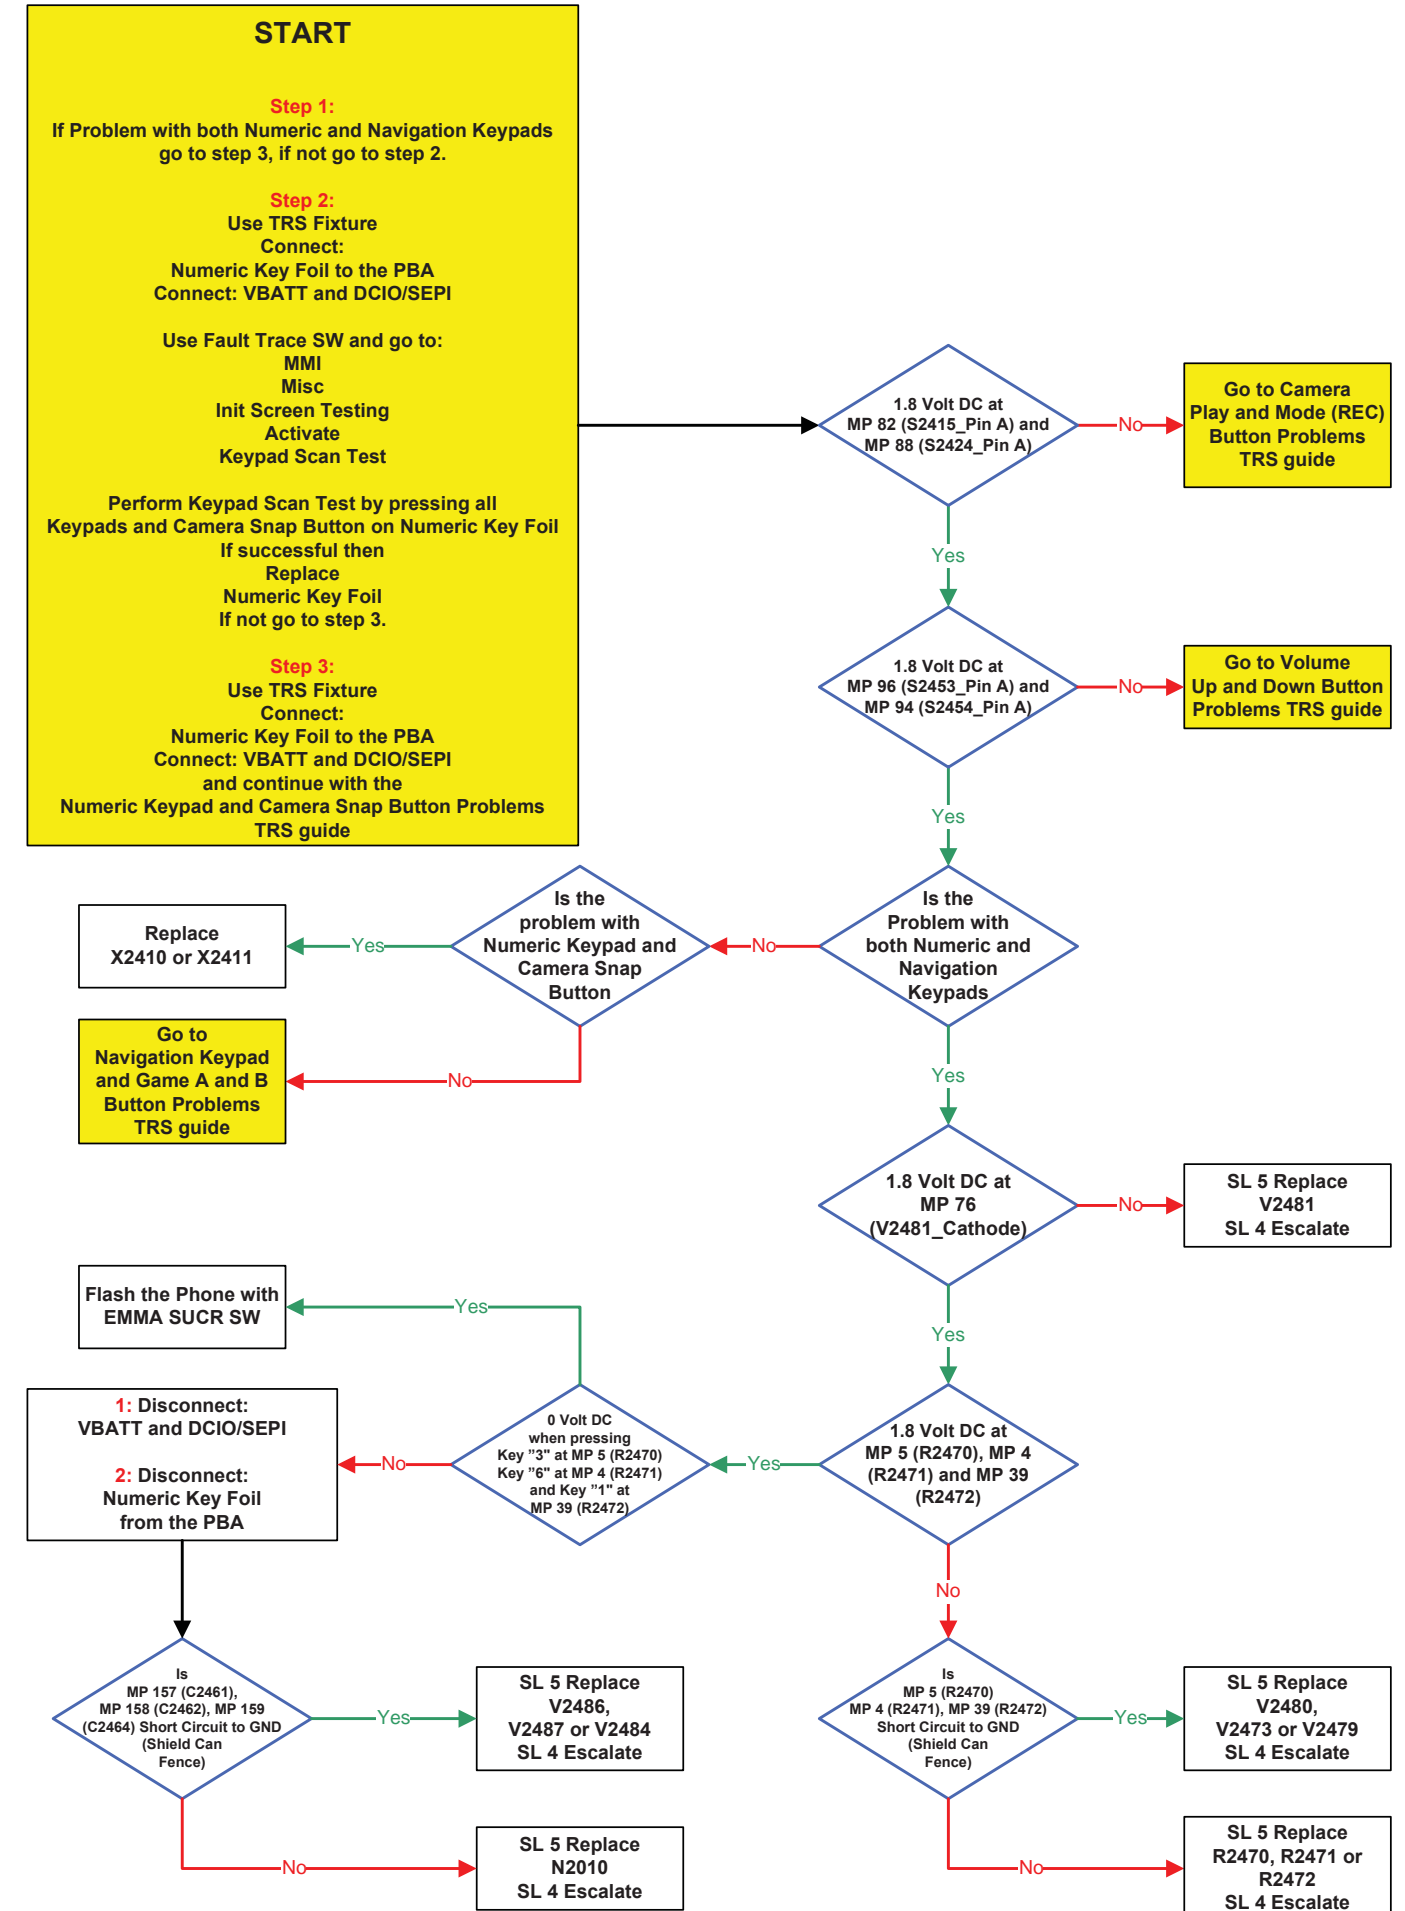 START
Step 1:
If Problem with both Numeric and Navigation Keypads
go to step 3, if not go to step 2.
Step 2:
Use TRS Fixture
Connect:
Numeric Key Foil to the PBA
Connect: VBATT and DCIO/SEPI
Use Fault Trace SW and go to:
MMI
Misc
Init Screen Testing
Activate
Keypad Scan Test
Perform Keypad Scan Test by pressing all
Keypads and Camera Snap Button on Numeric Key Foil
If successful then
Replace
Numeric Key Foil
If not go to step 3.
Step 3:
Use TRS Fixture
Connect:
Numeric Key Foil to the PBA
Connect: VBATT and DCIO/SEPI
and continue with the
Numeric Keypad and Camera Snap Button Problems
TRS guide
1.8 Volt DC at
MP 82 (S2415_Pin A) and
MP 88 (S2424_Pin A)
No
Go to Camera
Play and Mode (REC)
Button Problems
TRS guide
Yes
1.8 Volt DC at
MP 96 (S2453_Pin A) and
MP 94 (S2454_Pin A)
No
Go to Volume
Up and Down Button
Problems TRS guide
Yes
Is the
Problem with
both Numeric and
Navigation
Keypads
No
Is the
problem with
Numeric Keypad and
Camera Snap
Button
Yes
Replace
X2410 or X2411
No
Go to
Navigation Keypad
and Game A and B
Button Problems
TRS guide
Yes
1.8 Volt DC at
MP 76
(V2481_Cathode)
No
SL 5 Replace
V2481
SL 4 Escalate
Yes
1.8 Volt DC at
MP 5 (R2470), MP 4
(R2471) and MP 39
(R2472)
Yes
0 Volt DC
when pressing
Key ”3" at MP 5 (R2470)
Key ”6" at MP 4 (R2471)
and Key ”1" at
MP 39 (R2472)
Yes
Flash the Phone with
EMMA SUCR SW
No
1: Disconnect:
VBATT and DCIO/SEPI
2: Disconnect:
Numeric Key Foil
from the PBA
Is
MP 157 (C2461),
MP 158 (C2462), MP 159
(C2464) Short Circuit to GND
(Shield Can
Fence)
Yes
SL 5 Replace
V2486,
V2487 or V2484
SL 4 Escalate
No
SL 5 Replace
N2010
SL 4 Escalate
No
Is
MP 5 (R2470)
MP 4 (R2471), MP 39 (R2472)
Short Circuit to GND
(Shield Can
Fence)
Yes
SL 5 Replace
V2480,
V2473 or V2479
SL 4 Escalate
No
SL 5 Replace
R2470, R2471 or
R2472
SL 4 Escalate